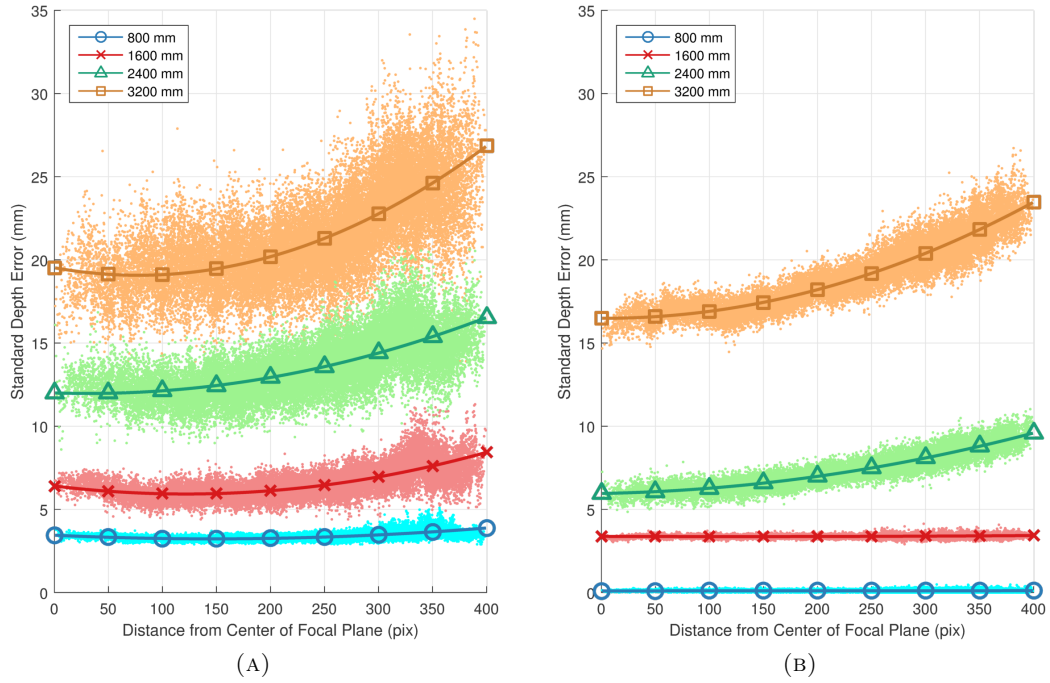 35
30
25
20
15
10
5
0
Standard Depth Error (mm)
800 mm
1600 mm
2400 mm
3200 mm
0 50 100 150 200 250 300 350 400
Distance from Center of Focal Plane (pix)
(A)
35
30
25
20
15
10
5
0
Standard Depth Error (mm)
800 mm
1600 mm
2400 mm
3200 mm
0 50 100 150 200 250 300 350 400
Distance from Center of Focal Plane (pix)
(B)